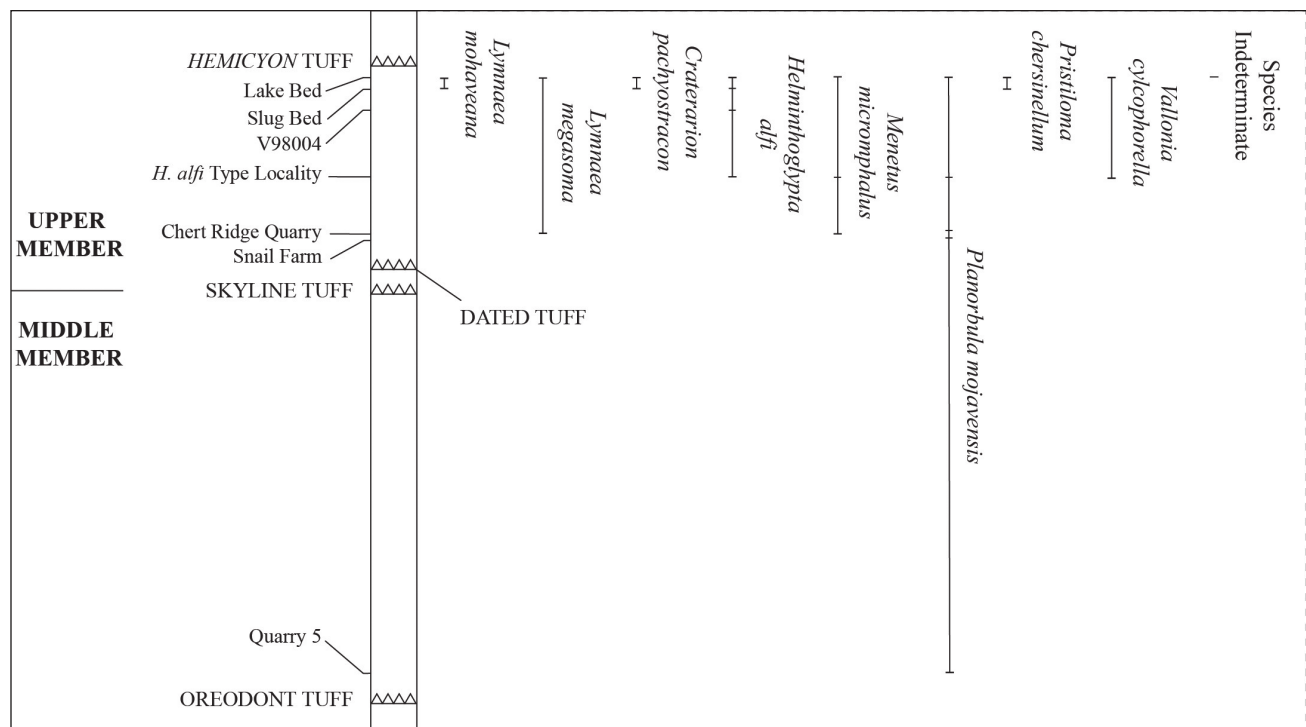 HEMICYON TUFF
Lake Bed
Slug Bed
V98004
H. alfi Type Locality
UPPER
MEMBER
Chert Ridge Quarry
Snail Farm
SKYLINE TUFF
DATED TUFF
MIDDLE
MEMBER
Quarry 5
OREODONT TUFF
Lymnaea
mohaveana
Lymnaea
megasoma
Craterarion
pachyostracon
Helminthoglypta
alfi
Menetus
micromphalus
Planorbula mojavensis
Pristiloma
chersinellum
Vallonia
cylcophorella
Species
Indeterminate